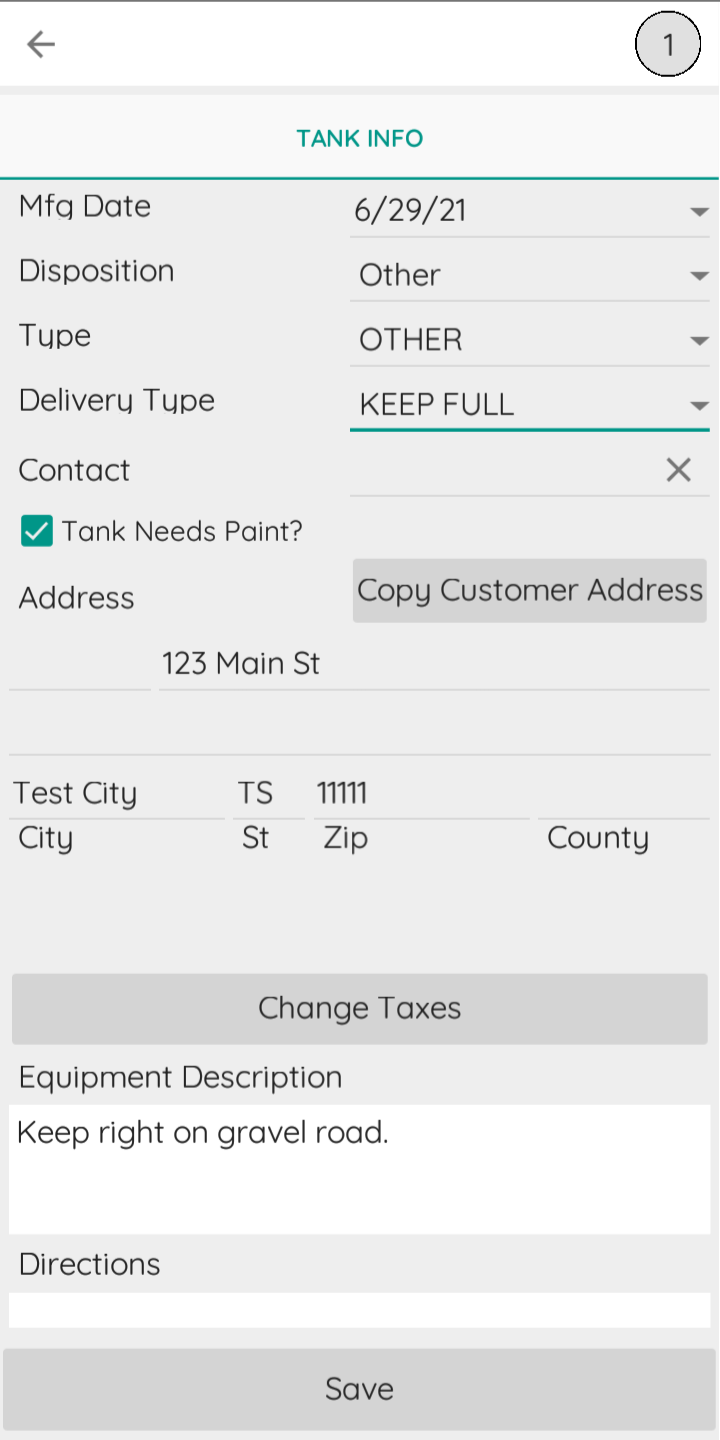 1
TANK INFO
Mfg Date 6/29/21
Disposition Other
Type OTHER
Delivery Type KEEP FULL
Contact
Tank Needs Paint?
Address Copy Customer Address
123 Main St
Test City TS 11111
City St Zip County
Change Taxes
Equipment Description
Keep right on gravel road.
Directions
Save